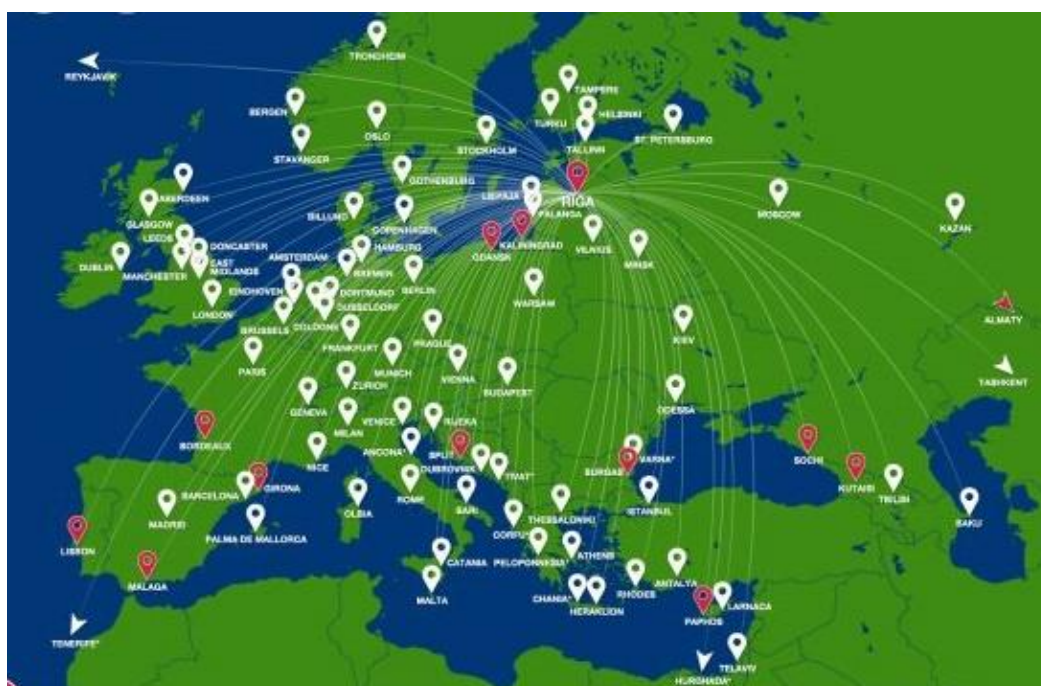 TRONDHEIM
REYKJAVIK
TAMPERE
BERGEN
OSLO
TURKU
HELSINKI
STAVANGER
STOCKHOLM
TALLINN
ST. PETERSBURG
GOTHENBURG
ABERDEEN
LIEPAJA
RIGA
BILLUND
PALANGA
MOSCOW
GLASGOW
COPENHAGEN
KAZAN
LEEDS
DONCASTER
HAMBURG
KALININGRAD
VILNIUS
EAST
MIDLANDS
AMSTERDAM
GDANSK
DUBLIN
MANCHESTER
BREMEN
MINSK
BERLIN
EINDHOVEN
DORTMUND
WARSAW
LONDON
DUSSELDORF
BRUSSELS
COLOGNE
ALMATY
KIEV
FRANKFURT
PRAGUE
PARIS
MUNICH
VIENNA
ZURICH
TASHKENT
BUDAPEST
GENEVA
ODESSA
MILAN
VENICE
RIJEKA
BORDEAUX
ANCONA*
SPLIT
BURGAS
VARNA*
SOCHI
NICE
DUBROVNIK
TIVAT*
GIRONA
KUTAISI
BARCELONA
ROME
TBILISI
OLBIA
BARI
ISTANBUL
MADRID
THESSALONIKI
BAKU
CORFU*
PALMA DE MALLORCA
LISBON
ATHENS
CATANIA
PELOPONNESE*
MALAGA
ANTALYA
RHODES
MALTA
CHANIA*
HERAKLION
LARNACA
PAPHOS
TENERIFE*
TEL AVIV
HURGHADA*